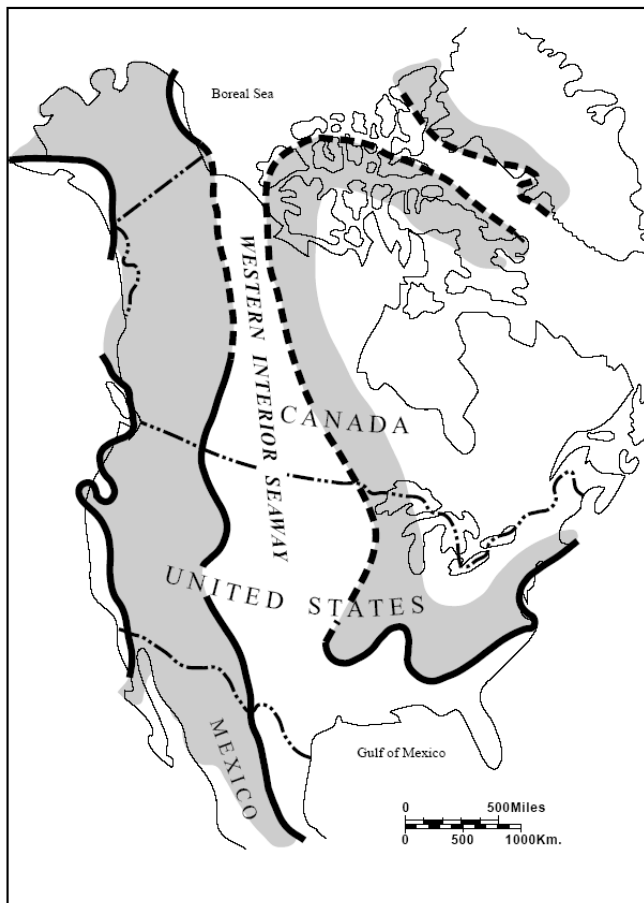 Boreal Sea
WESTERN INTERIOR SEAWAY
CANADA
UNITED STATES
MEXICO
Gulf of Mexico
0 500Miles
0 500 1000Km.